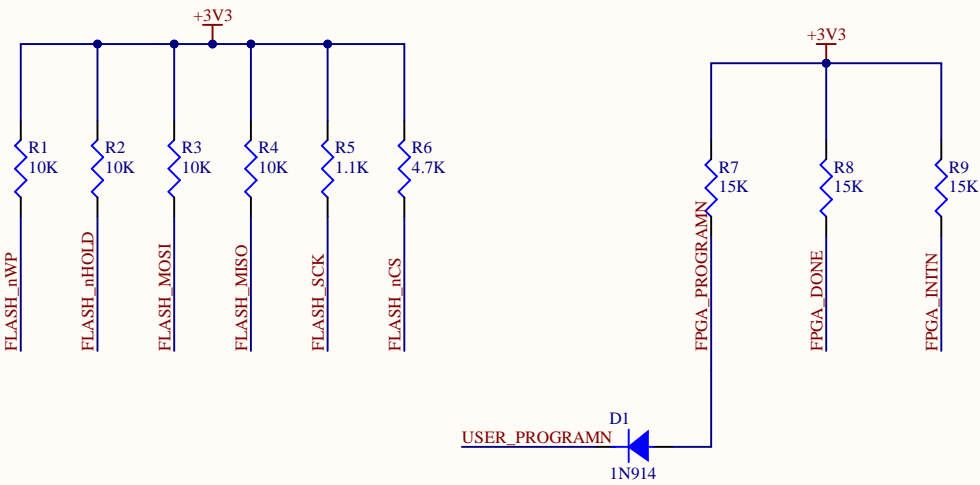 +3V3
R1
10K
R2
10K
R3
10K
R4
10K
R5
1.1K
R6
4.7K
FLASH_nWP
FLASH_nHOLD
FLASH_MOSI
FLASH_MISO
FLASH_SCK
FLASH_nCS
+3V3
R7
15K
R8
15K
R9
15K
FPGA_PROGRAMN
FPGA_DONE
FPGA_INITN
D1
USER_PROGRAMN
1N914